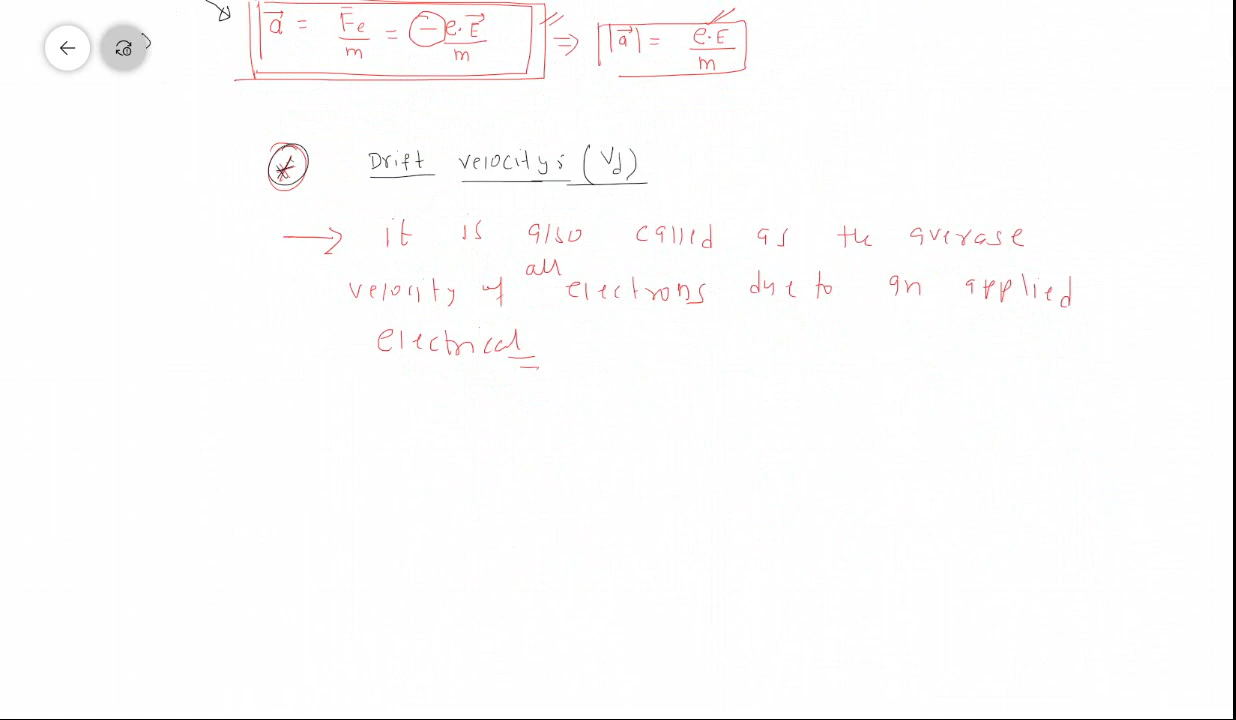 a⃗ = F̄e/m = -e.E⃗/m ⇒ |a⃗| = e.E/m
* Drift velocity: (Vd)
→ it is also called as the average
velocity of all electrons due to an applied
electrical